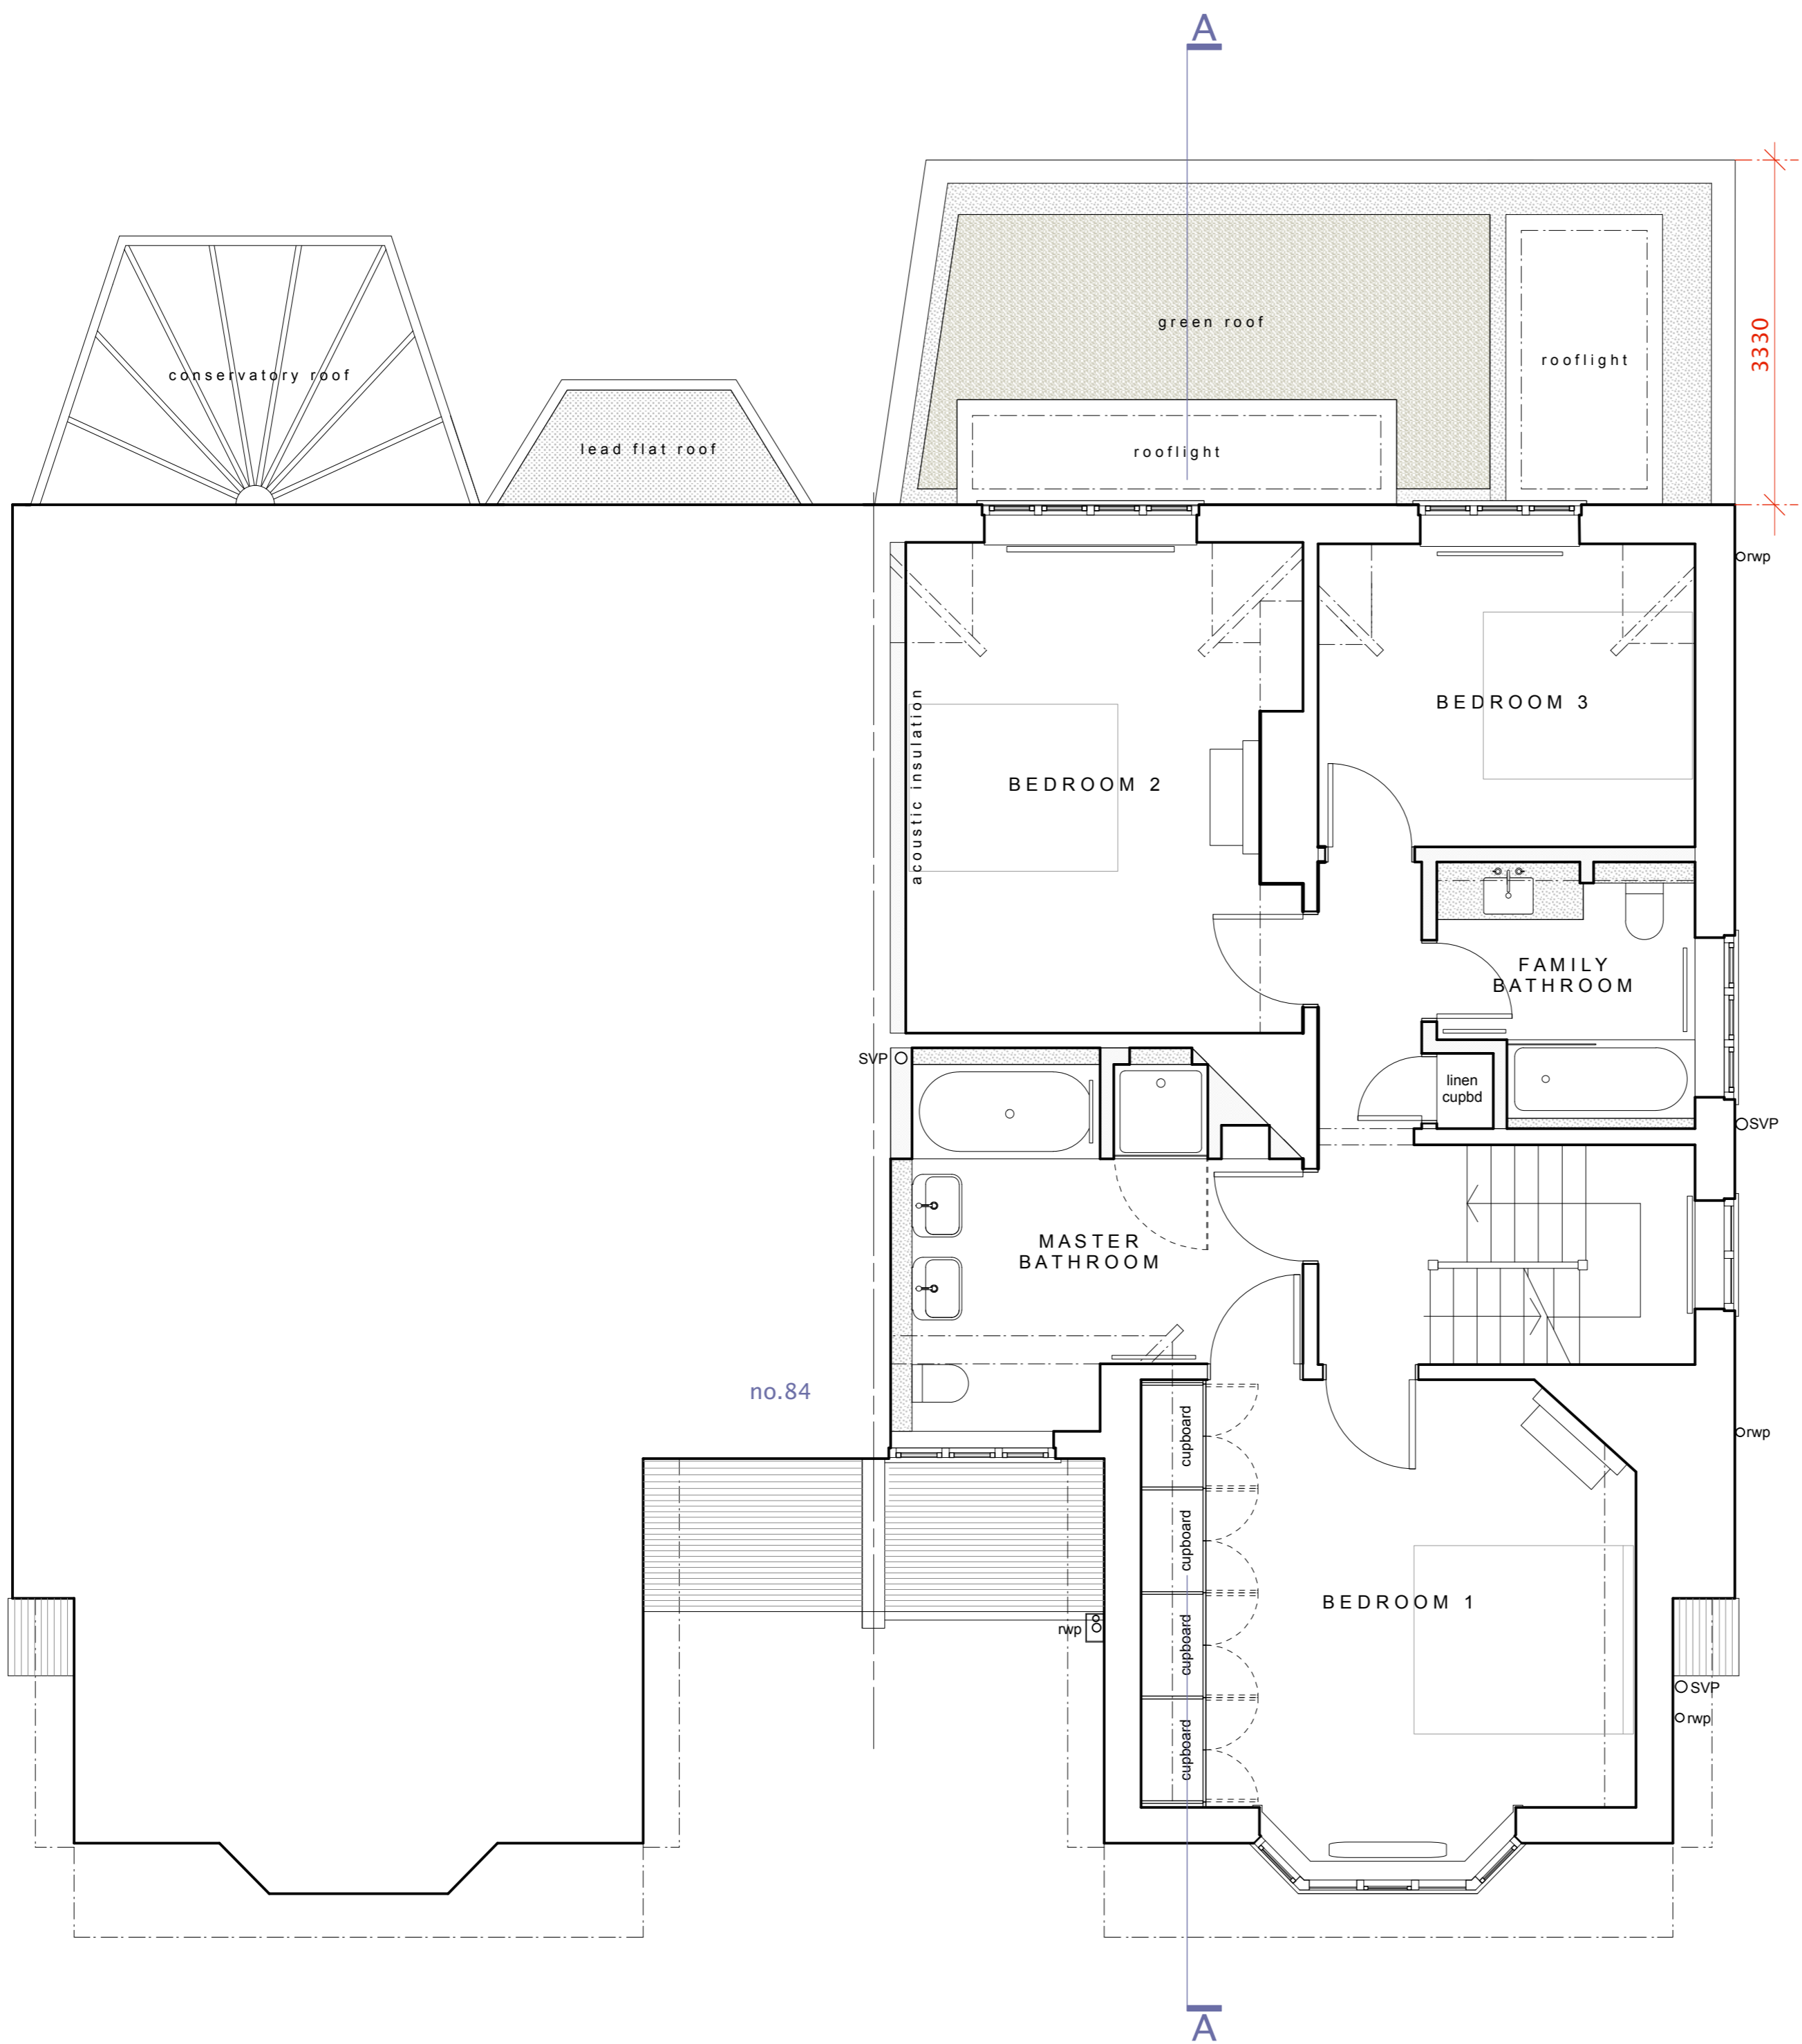 A
3330
green roof
rooflight
conservatory roof
lead flat roof
rooflight
rwp
BEDROOM 3
acoustic insulation
BEDROOM 2
FAMILY
BATHROOM
SVP
linen
cupbd
SVP
MASTER
BATHROOM
no.84
cupboard
rwp
cupboard
BEDROOM 1
rwp
cupboard
SVP
rwp
cupboard
A